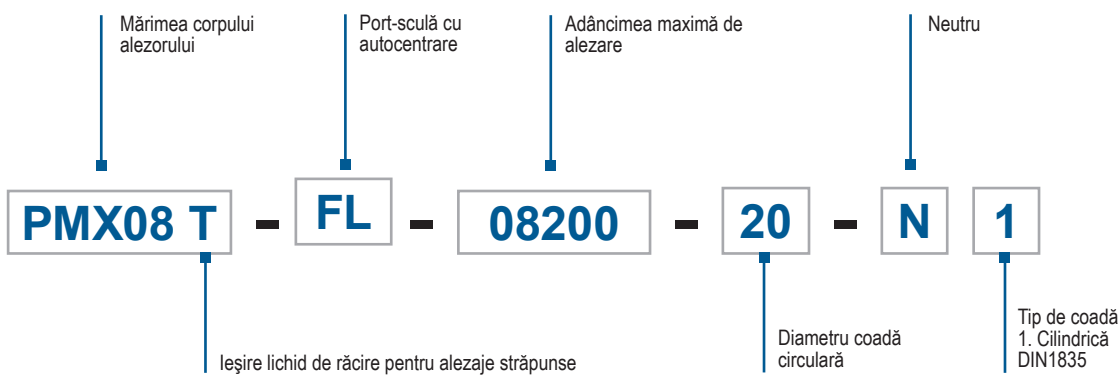 Mărimea corpului
alezorului
Port-sculă cu
autocentrare
Adâncimea maximă de
alezare
Neutru
PMX08 T - FL - 08200 - 20 - N 1
Ieşire lichid de răcire pentru alezaje străpunse
Diametru coadă
circulară
Tip de coadă
1. Cilindrică
DIN1835